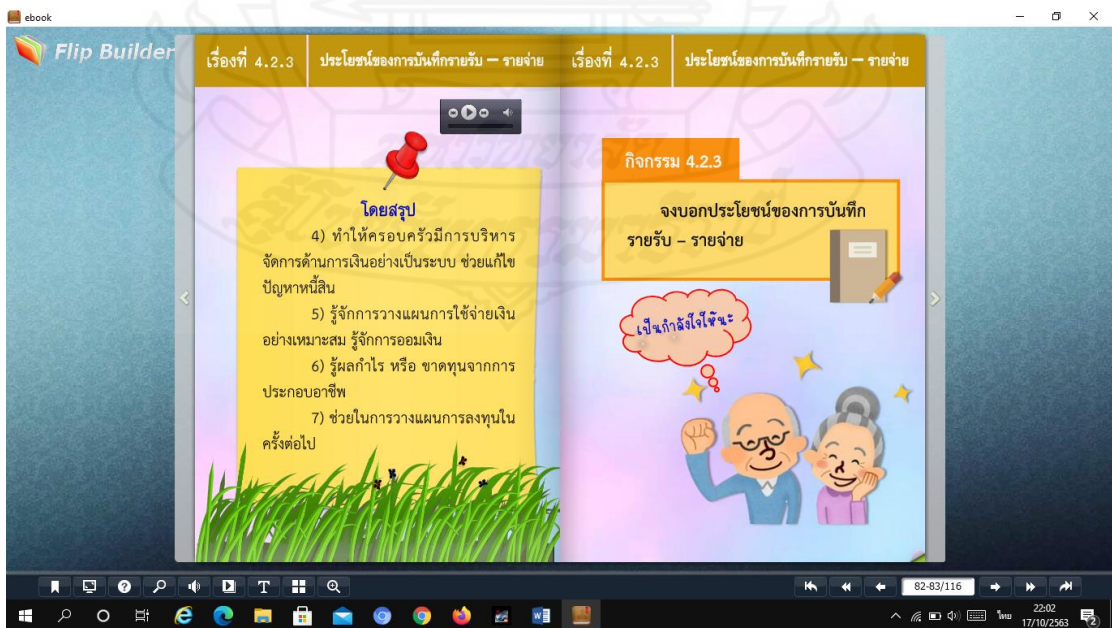 ebook
Flip Builder
เรื่องที่ 4.2.3 ประโยชน์ของการบันทึกรายรับ – รายจ่าย
โดยสรุป
4) ทำให้ครอบครัวมีการบริหาร
จัดการด้านการเงินอย่างเป็นระบบ ช่วยแก้ไข
ปัญหาหนี้สิน
5) รู้จักการวางแผนการใช้จ่ายเงิน
อย่างเหมาะสม รู้จักการออมเงิน
6) รู้ผลกำไร หรือ ขาดทุนจากการ
ประกอบอาชีพ
7) ช่วยในการวางแผนการลงทุนใน
ครั้งต่อไป
เรื่องที่ 4.2.3 ประโยชน์ของการบันทึกรายรับ – รายจ่าย
กิจกรรม 4.2.3
จงบอกประโยชน์ของการบันทึก
รายรับ – รายจ่าย
เป็นกำลังใจให้นะ
82-83/116
ไทย
22:02
17/10/2563
2